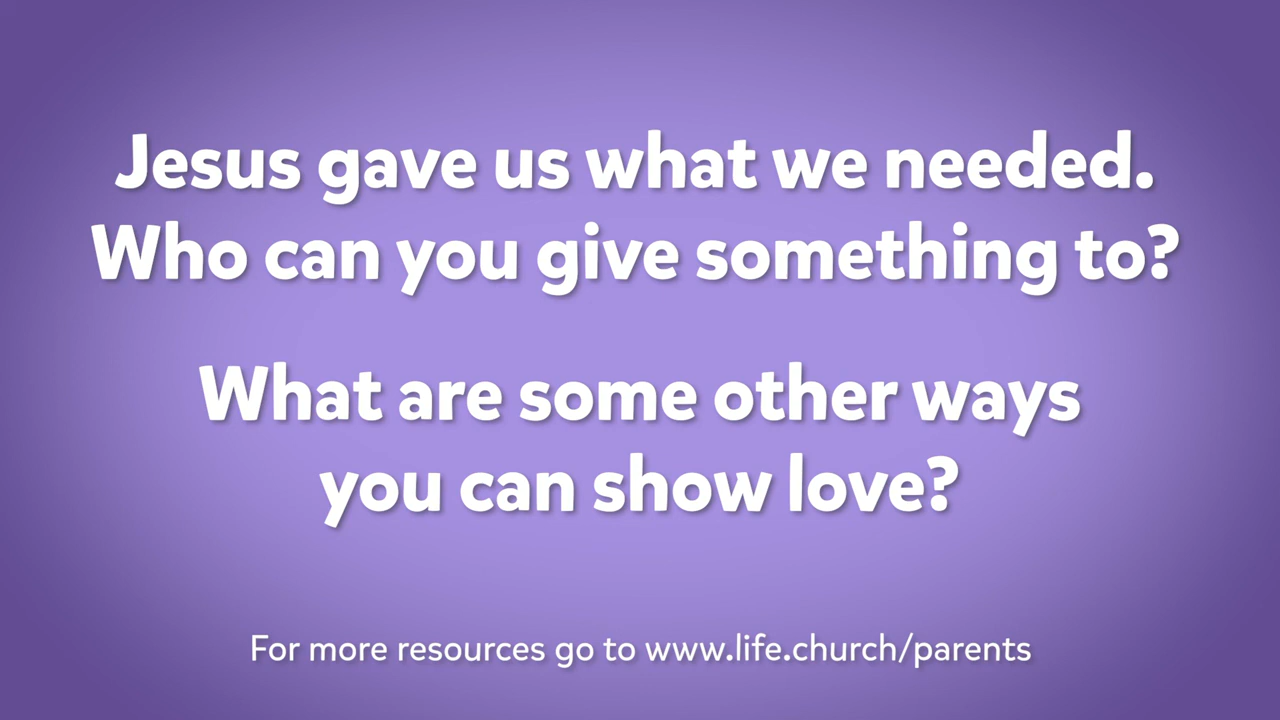 Jesus gave us what we needed.
Who can you give something to?
What are some other ways
you can show love?
For more resources go to www.life.church/parents